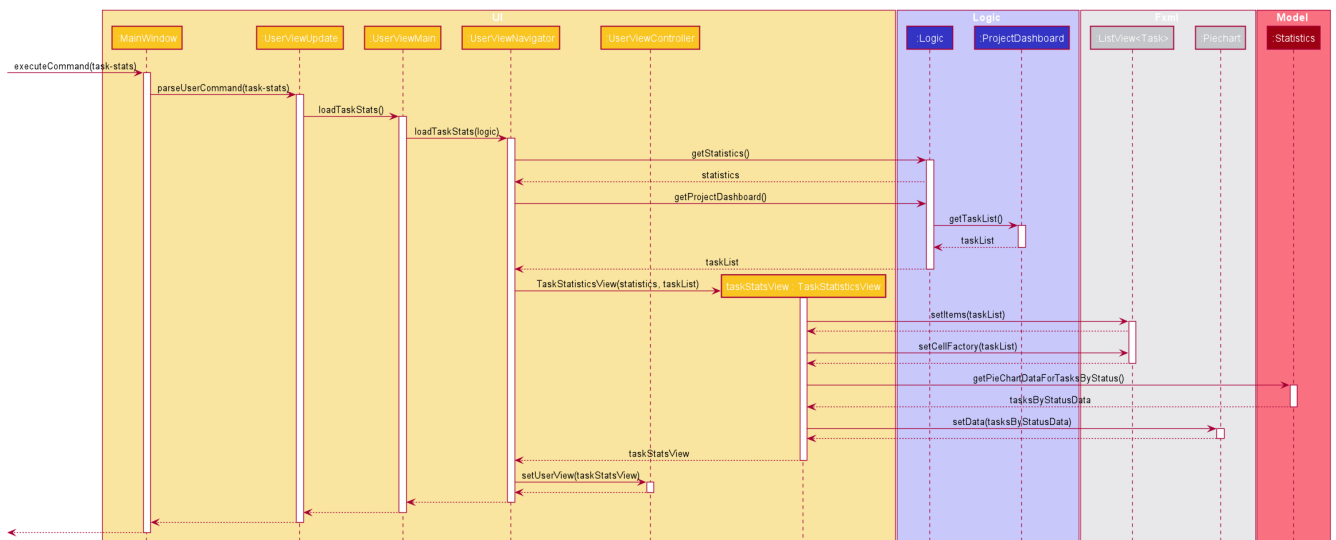 UI
Logic
Fxml
Model
:MainWindow
:UserViewUpdate
:UserViewMain
:UserViewNavigator
:UserViewController
:Logic
:ProjectDashboard
:ListView<Task>
:Piechart
:Statistics
executeCommand(task-stats)
parseUserCommand(task-stats)
loadTaskStats()
loadTaskStats(logic)
getStatistics()
statistics
getProjectDashboard()
getTaskList()
taskList
taskList
TaskStatisticsView(statistics, taskList)
taskStatsView : TaskStatisticsView
setItems(taskList)
setCellFactory(taskList)
getPieChartDataForTasksByStatus()
tasksByStatusData
setData(tasksByStatusData)
taskStatsView
setUserView(taskStatsView)